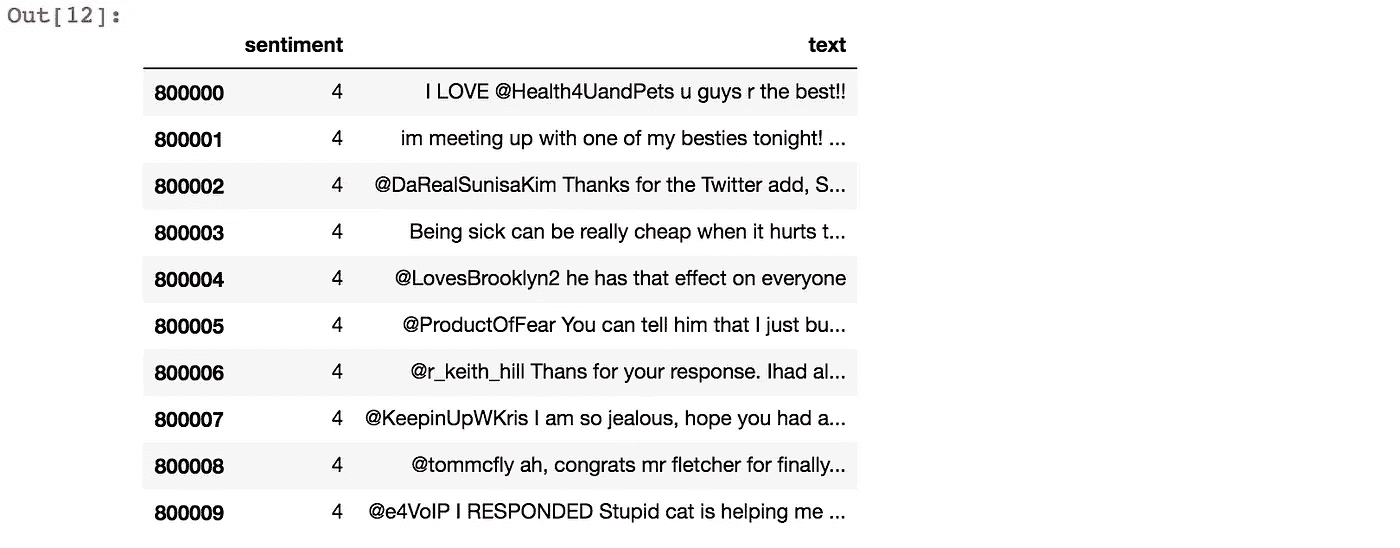 Out[12]:
sentiment text
800000 4 I LOVE @Health4UandPets u guys r the best!!
800001 4 im meeting up with one of my besties tonight! ...
800002 4 @DaRealSunisaKim Thanks for the Twitter add, S...
800003 4 Being sick can be really cheap when it hurts t...
800004 4 @LovesBrooklyn2 he has that effect on everyone
800005 4 @ProductOfFear You can tell him that I just bu...
800006 4 @r_keith_hill Thans for your response. Ihad al...
800007 4 @KeepinUpWKris I am so jealous, hope you had a...
800008 4 @tommcfly ah, congrats mr fletcher for finally...
800009 4 @e4VoIP I RESPONDED Stupid cat is helping me ...